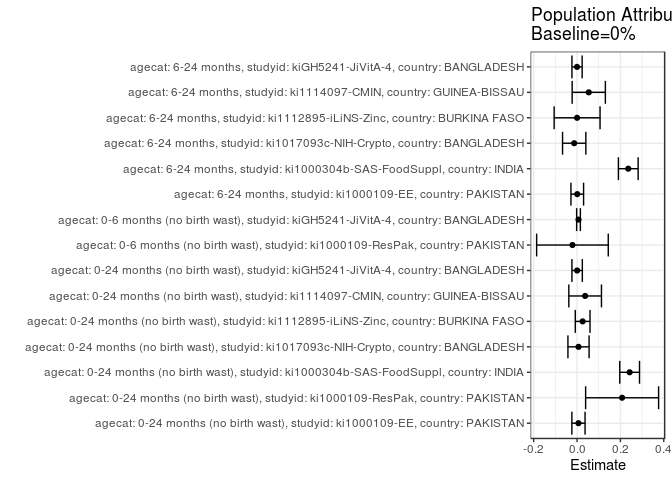 Population Attribu
Baseline=0%
agecat: 6-24 months, studyid: kiGH5241-JiVitA-4, country: BANGLADESH
agecat: 6-24 months, studyid: ki1114097-CMIN, country: GUINEA-BISSAU
agecat: 6-24 months, studyid: ki1112895-iLiNS-Zinc, country: BURKINA FASO
agecat: 6-24 months, studyid: ki1017093c-NIH-Crypto, country: BANGLADESH
agecat: 6-24 months, studyid: ki1000304b-SAS-FoodSuppl, country: INDIA
agecat: 6-24 months, studyid: ki1000109-EE, country: PAKISTAN
agecat: 0-6 months (no birth wast), studyid: kiGH5241-JiVitA-4, country: BANGLADESH
agecat: 0-6 months (no birth wast), studyid: ki1000109-ResPak, country: PAKISTAN
agecat: 0-24 months (no birth wast), studyid: kiGH5241-JiVitA-4, country: BANGLADESH
agecat: 0-24 months (no birth wast), studyid: ki1114097-CMIN, country: GUINEA-BISSAU
agecat: 0-24 months (no birth wast), studyid: ki1112895-iLiNS-Zinc, country: BURKINA FASO
agecat: 0-24 months (no birth wast), studyid: ki1017093c-NIH-Crypto, country: BANGLADESH
agecat: 0-24 months (no birth wast), studyid: ki1000304b-SAS-FoodSuppl, country: INDIA
agecat: 0-24 months (no birth wast), studyid: ki1000109-ResPak, country: PAKISTAN
agecat: 0-24 months (no birth wast), studyid: ki1000109-EE, country: PAKISTAN
-0.2 0.0 0.2 0.4
Estimate